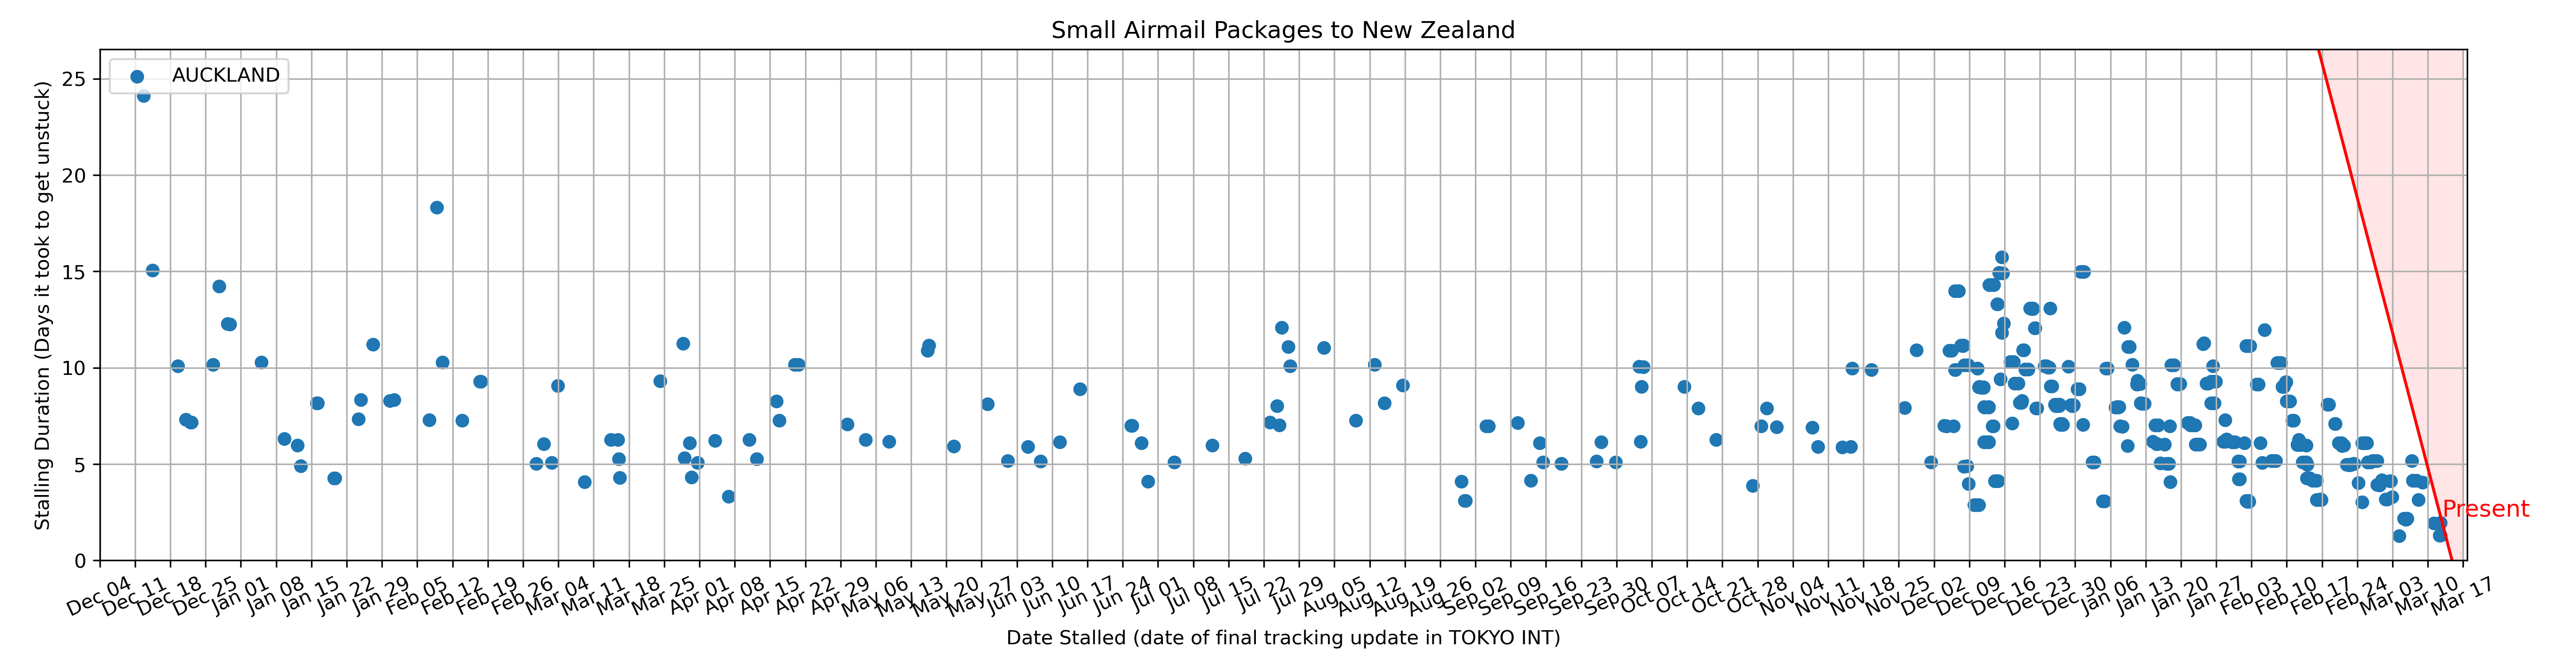 Small Airmail Packages to New Zealand
AUCKLAND
Stalling Duration (Days it took to get unstuck)
25
20
15
10
5
0
Present
Dec 04 Dec 11 Dec 18 Dec 25 Jan 01 Jan 08 Jan 15 Jan 22 Jan 29 Feb 05 Feb 12 Feb 19 Feb 26 Mar 04 Mar 11 Mar 18 Mar 25 Apr 01 Apr 08 Apr 15 Apr 22 Apr 29 May 06 May 13 May 20 May 27 Jun 03 Jun 10 Jun 17 Jun 24 Jul 01 Jul 08 Jul 15 Jul 22 Jul 29 Aug 05 Aug 12 Aug 19 Aug 26 Sep 02 Sep 09 Sep 16 Sep 23 Sep 30 Oct 07 Oct 14 Oct 21 Oct 28 Nov 04 Nov 11 Nov 18 Nov 25 Dec 02 Dec 09 Dec 16 Dec 23 Dec 30 Jan 06 Jan 13 Jan 20 Jan 27 Feb 03 Feb 10 Feb 17 Feb 24 Mar 03 Mar 10 Mar 17
Date Stalled (date of final tracking update in TOKYO INT)